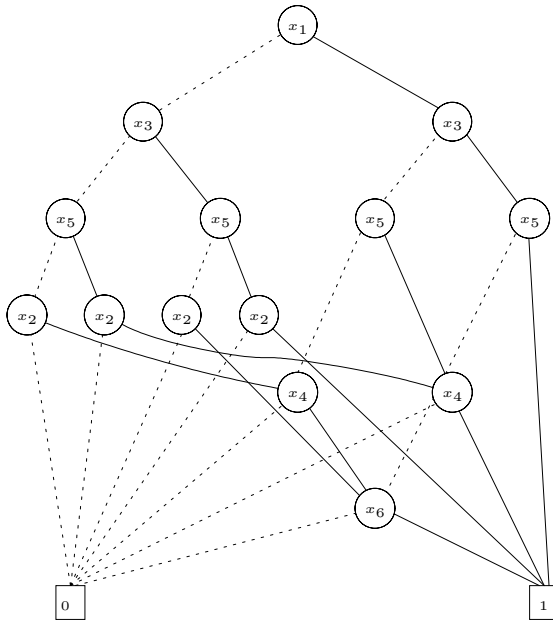 x₁
x₃ x₃
x₅ x₅ x₅ x₅
x₂ x₂ x₂ x₂
x₄ x₄
x₆
0 1